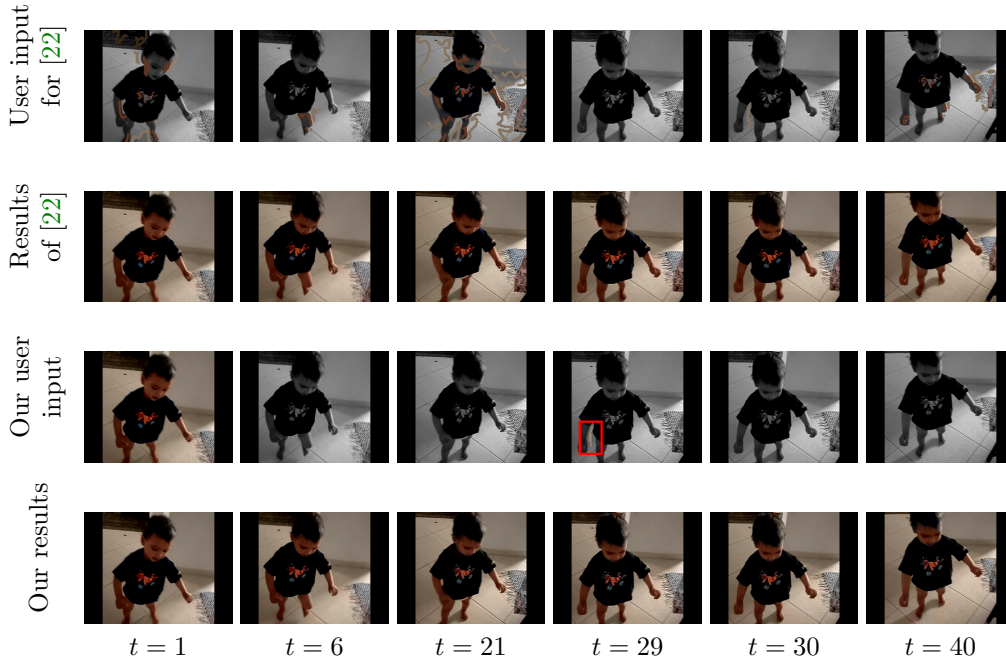 User input
for [22]
Results
of [22]
Our user
input
Our results
t = 1
t = 6
t = 21
t = 29
t = 30
t = 40